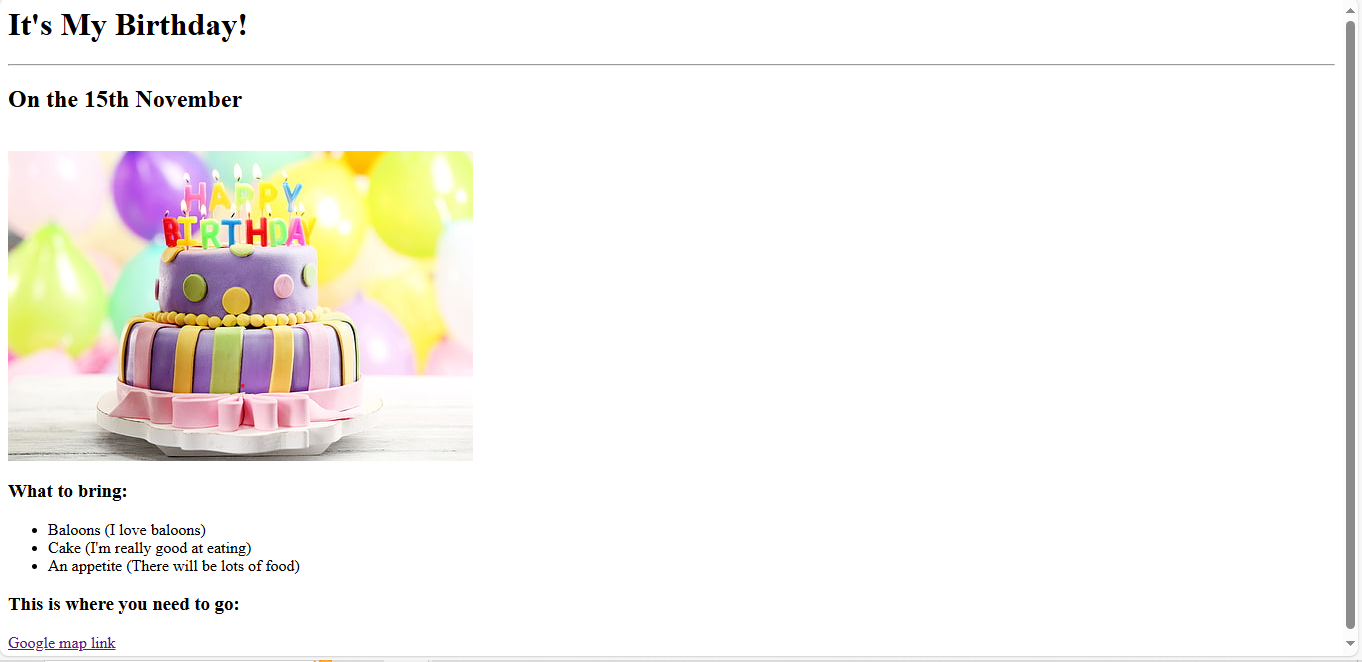 It's My Birthday!
On the 15th November
HAPPY
BIRTHDAY
What to bring:
Baloons (I love baloons)
Cake (I'm really good at eating)
An appetite (There will be lots of food)
This is where you need to go:
Google map link